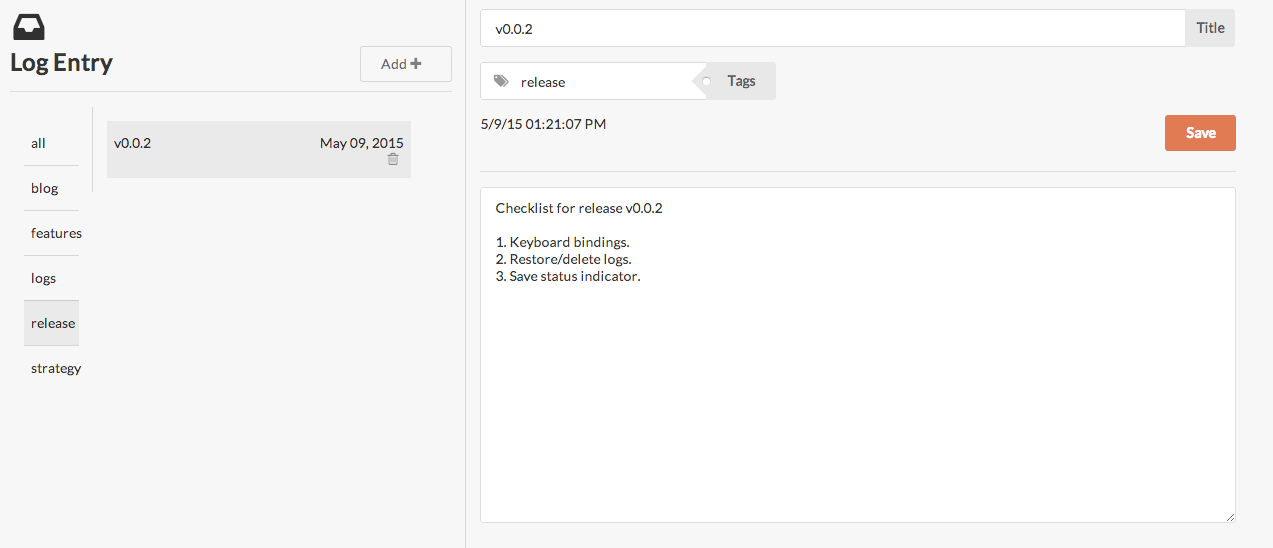 Log Entry
Add
all
blog
features
logs
release
strategy
v0.0.2
May 09, 2015
v0.0.2
Title
release
Tags
5/9/15 01:21:07 PM
Save
Checklist for release v0.0.2
1. Keyboard bindings.
2. Restore/delete logs.
3. Save status indicator.